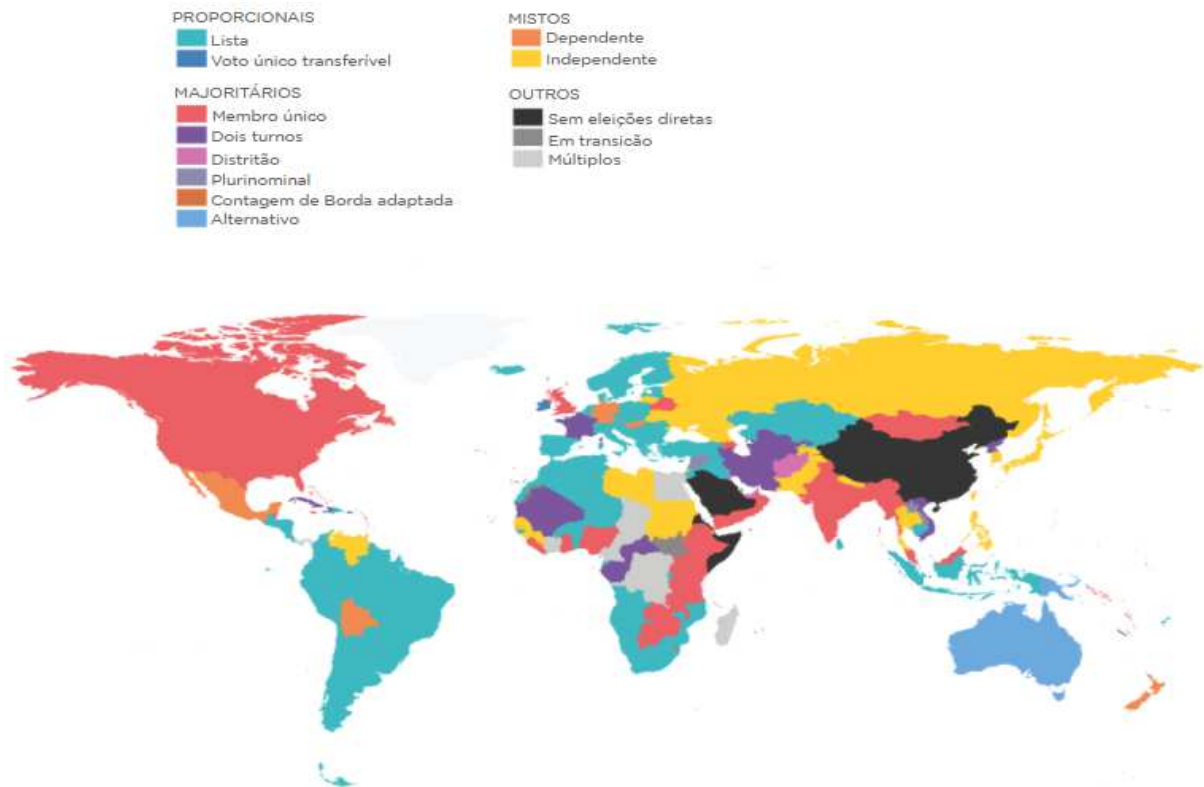 PROPORCIONAIS
Lista
Voto único transferível
MAJORITÁRIOS
Membro único
Dois turnos
Distritão
Plurinominal
Contagem de Borda adaptada
Alternativo
MISTOS
Dependente
Independente
OUTROS
Sem eleições diretas
Em transicão
Múltiplos